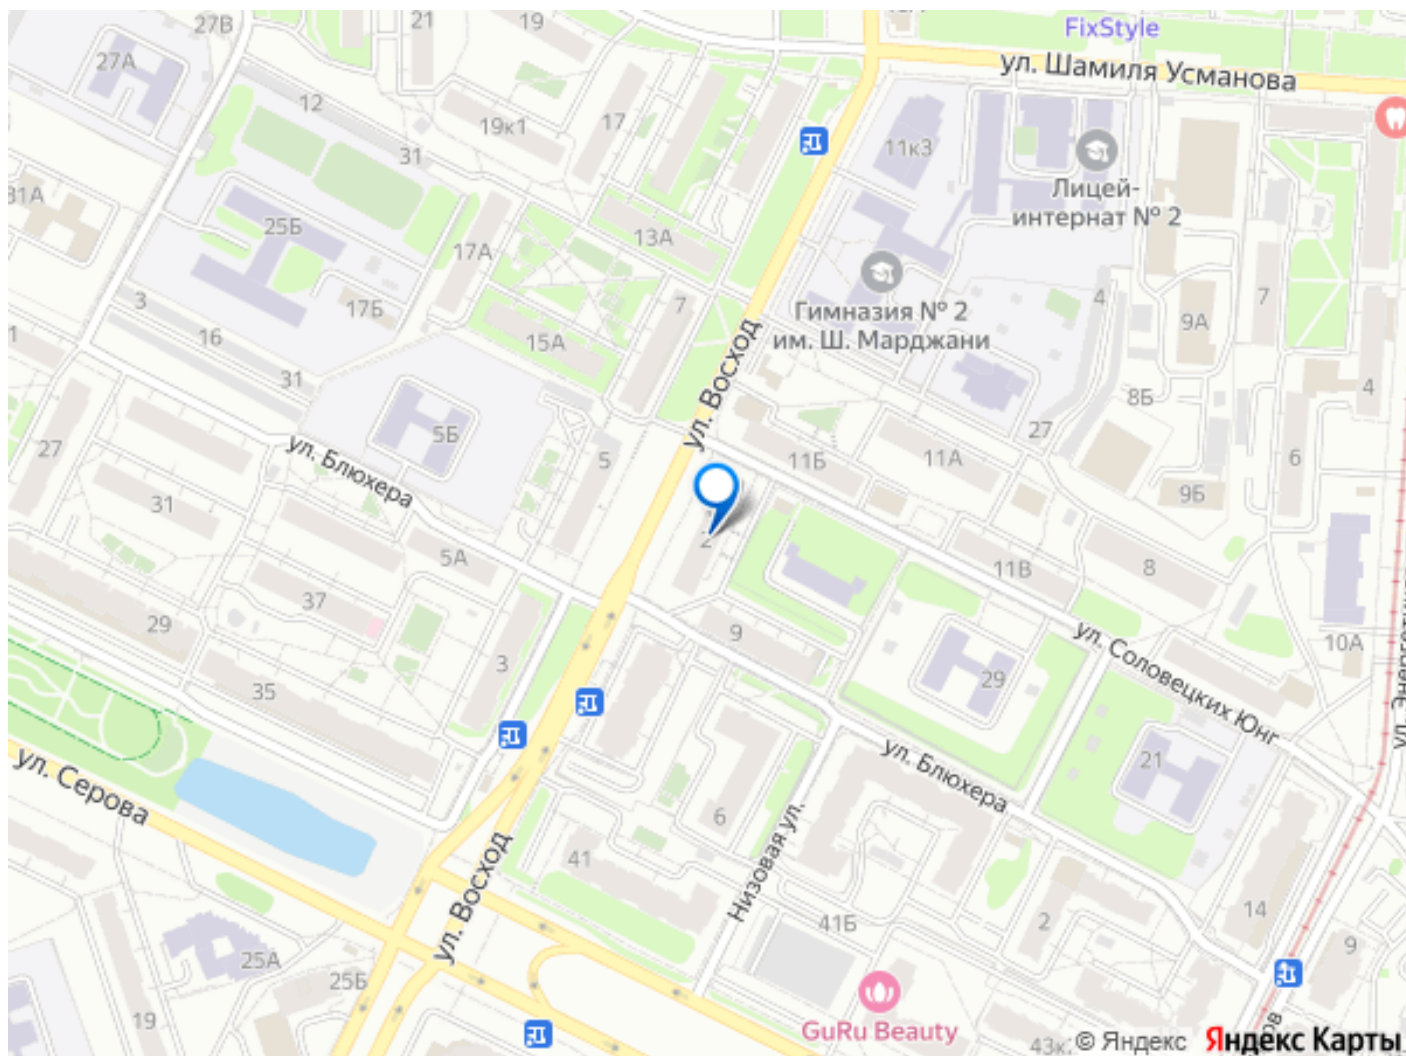 27В
21
19
FixStyle
ул. Шамиля Усманова
27А
12
19к1
17
31
11к3
Лицей-
интернат № 2
31А
25Б
17А
13А
3
17Б
7
Гимназия № 2
им. Ш. Марджани
4
7
9А
1
16
15А
31
ул. Восход
4
8Б
27
5Б
ул. Блюхера
5
11Б
11А
27
6
31
9Б
2
5А
11В
8
37
29
9
ул. Соловецких Юнг
10А
3
35
29
21
ул. Блюхера
ул. Серова
6
Низовая ул.
41
ул. Восход
41Б
2
14
9
25А
25Б
19
GuRu Beauty
© Яндекс
Яндекс Карты